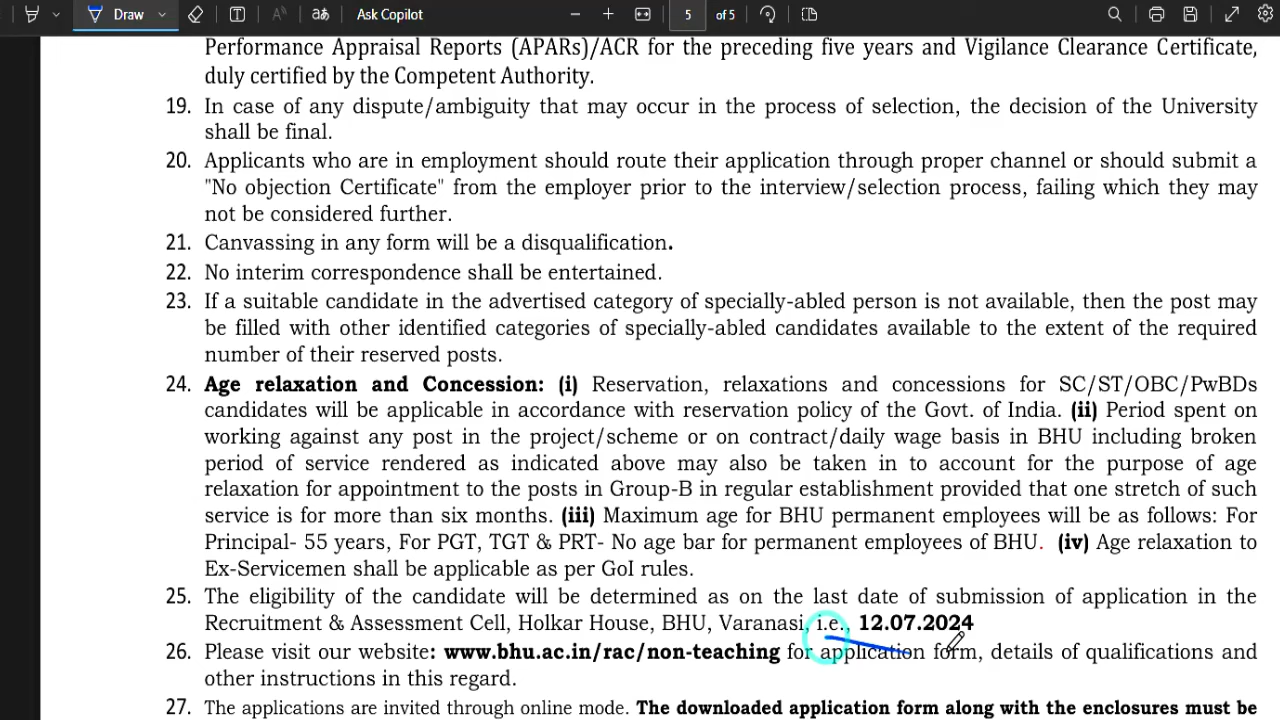 Draw
Ask Copilot
5 of 5
Performance Appraisal Reports (APARs)/ACR for the preceding five years and Vigilance Clearance Certificate,
duly certified by the Competent Authority.
19. In case of any dispute/ambiguity that may occur in the process of selection, the decision of the University
shall be final.
20. Applicants who are in employment should route their application through proper channel or should submit a
"No objection Certificate" from the employer prior to the interview/selection process, failing which they may
not be considered further.
21. Canvassing in any form will be a disqualification.
22. No interim correspondence shall be entertained.
23. If a suitable candidate in the advertised category of specially-abled person is not available, then the post may
be filled with other identified categories of specially-abled candidates available to the extent of the required
number of their reserved posts.
24. Age relaxation and Concession: (i) Reservation, relaxations and concessions for SC/ST/OBC/PwBDs
candidates will be applicable in accordance with reservation policy of the Govt. of India. (ii) Period spent on
working against any post in the project/scheme or on contract/daily wage basis in BHU including broken
period of service rendered as indicated above may also be taken in to account for the purpose of age
relaxation for appointment to the posts in Group-B in regular establishment provided that one stretch of such
service is for more than six months. (iii) Maximum age for BHU permanent employees will be as follows: For
Principal- 55 years, For PGT, TGT & PRT- No age bar for permanent employees of BHU. (iv) Age relaxation to
Ex-Servicemen shall be applicable as per GoI rules.
25. The eligibility of the candidate will be determined as on the last date of submission of application in the
Recruitment & Assessment Cell, Holkar House, BHU, Varanasi, i.e., 12.07.2024
26. Please visit our website: www.bhu.ac.in/rac/non-teaching for application form, details of qualifications and
other instructions in this regard.
27. The applications are invited through online mode. The downloaded application form along with the enclosures must be